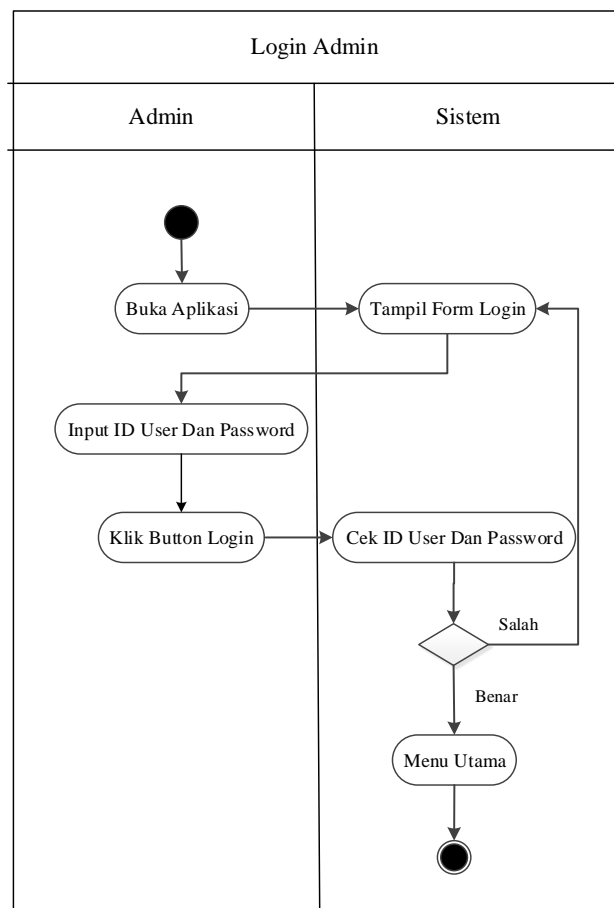 Login Admin
Admin
Sistem
Buka Aplikasi
Tampil Form Login
Input ID User Dan Password
Klik Button Login
Cek ID User Dan Password
Salah
Benar
Menu Utama